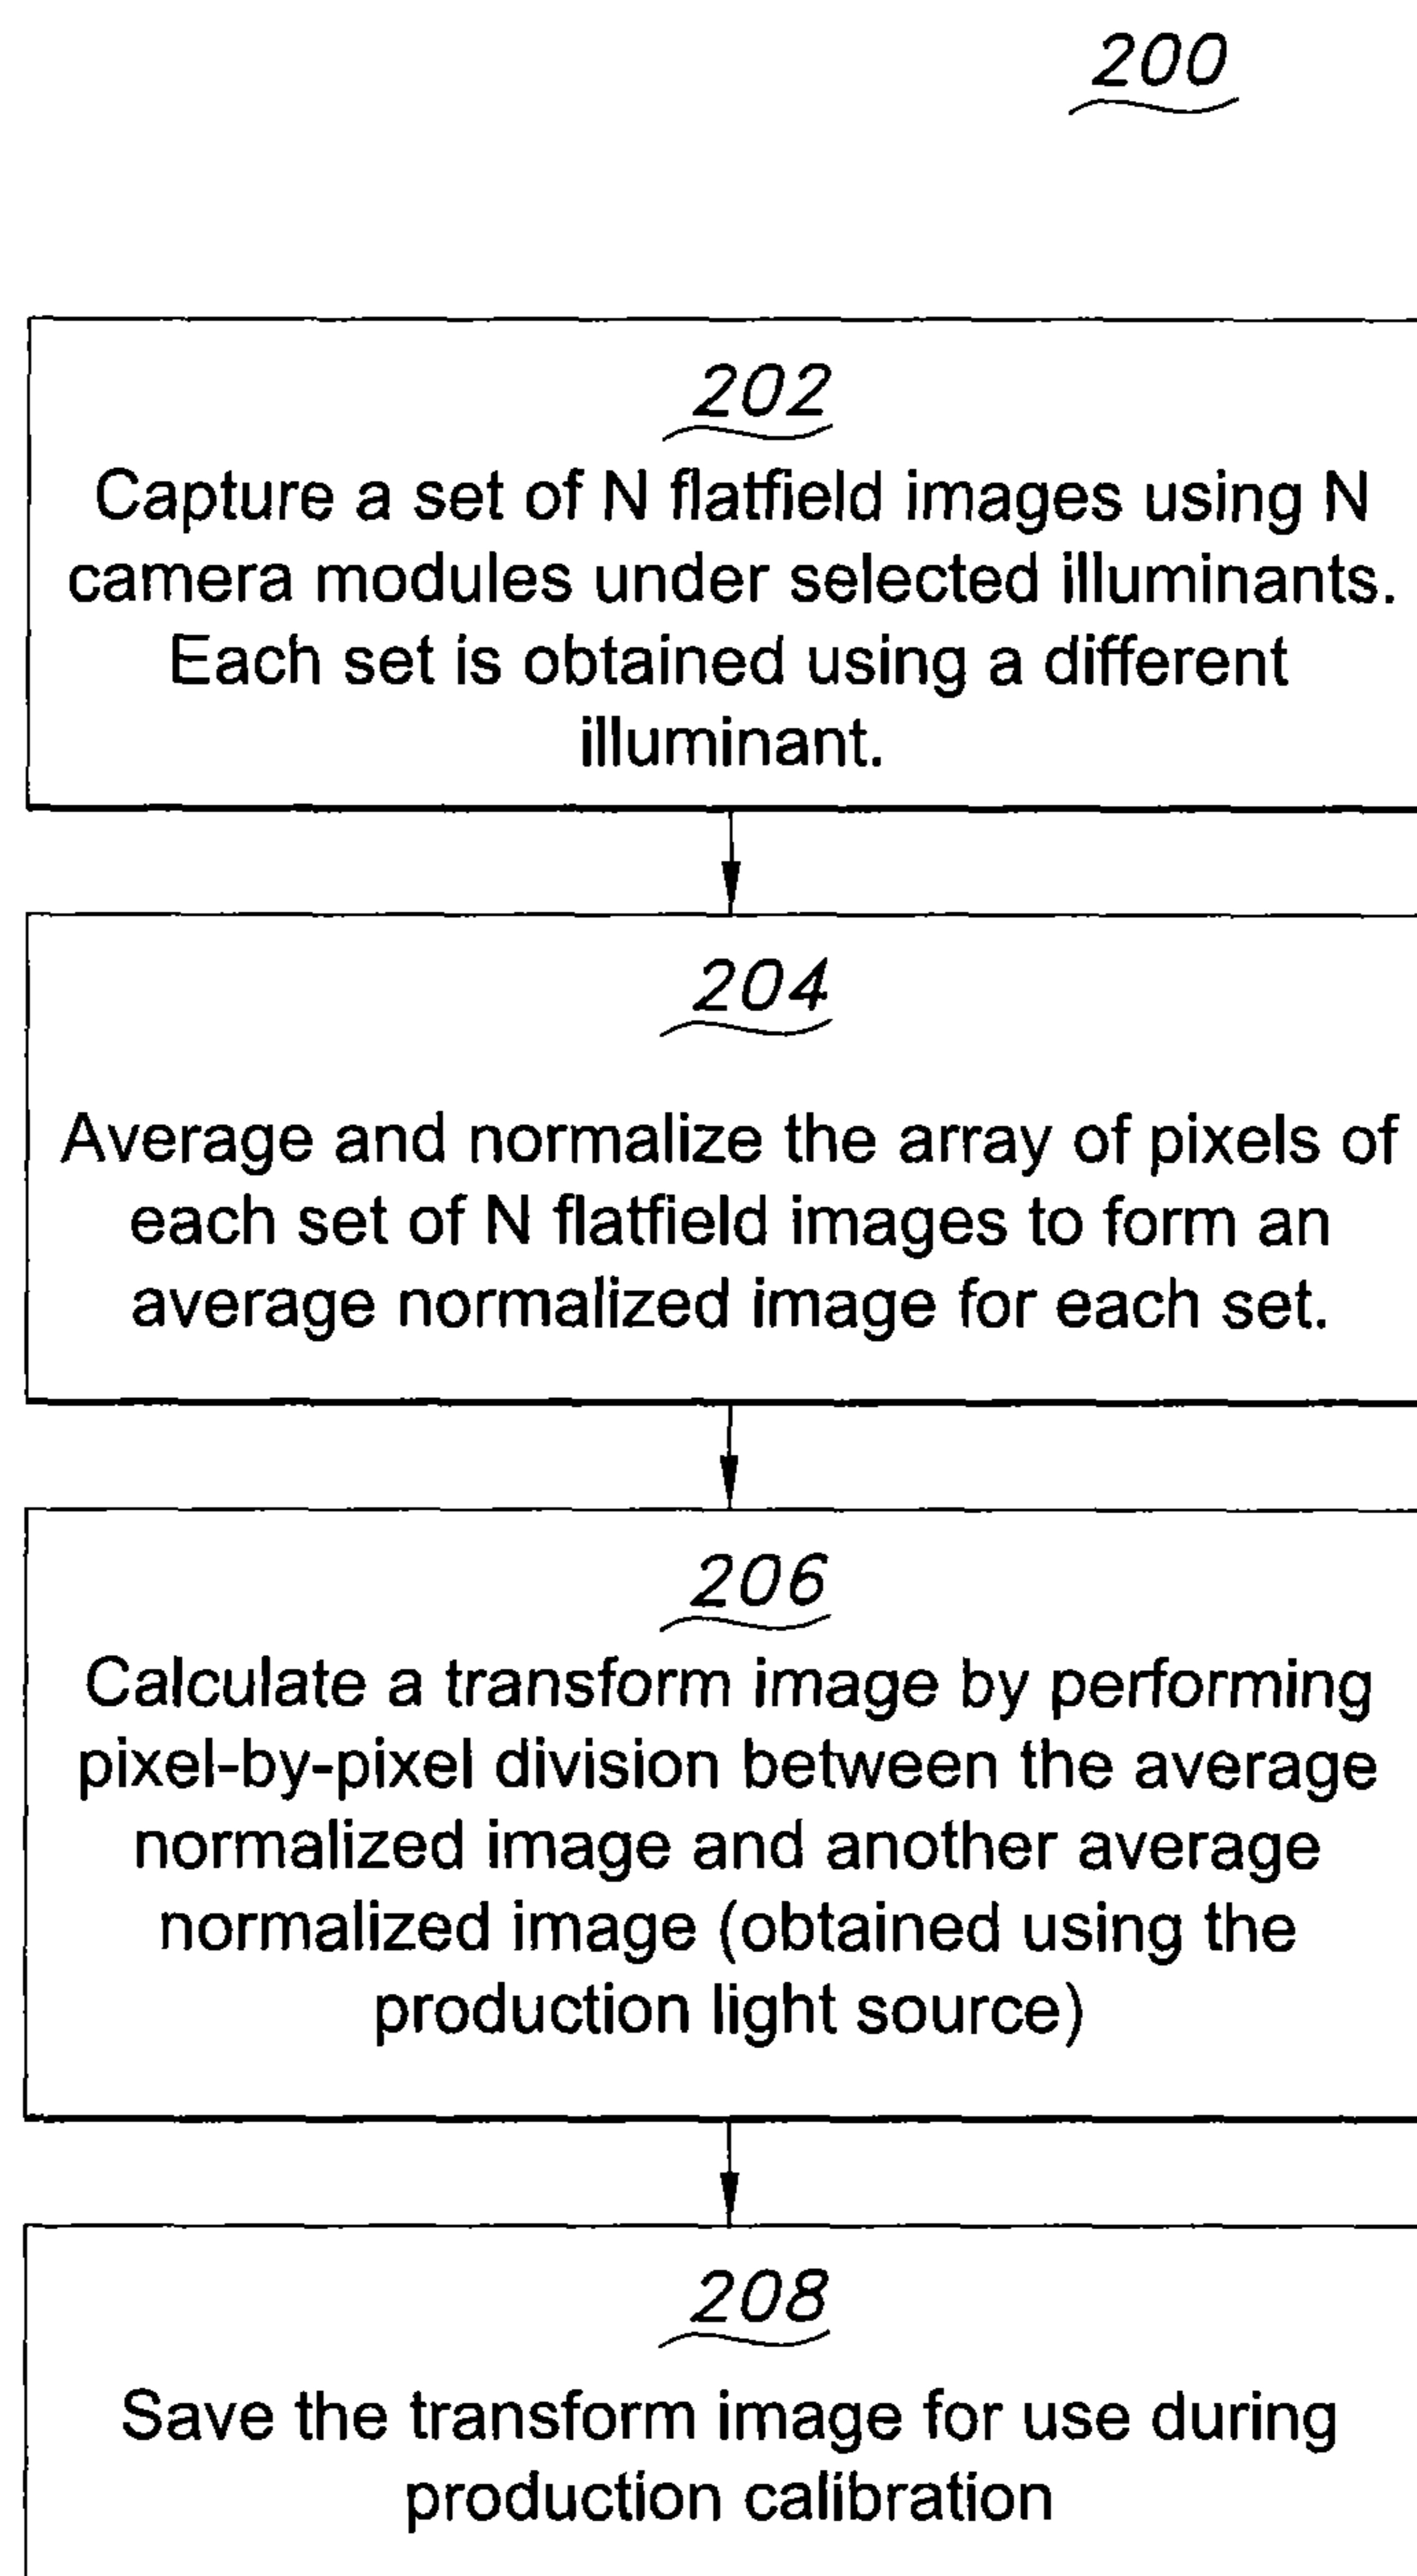 200
202
Capture a set of N flatfield images using N
camera modules under selected illuminants.
Each set is obtained using a different
illuminant.
204
Average and normalize the array of pixels of
each set of N flatfield images to form an
average normalized image for each set.
206
Calculate a transform image by performing
pixel-by-pixel division between the average
normalized image and another average
normalized image (obtained using the
production light source)
208
Save the transform image for use during
production calibration